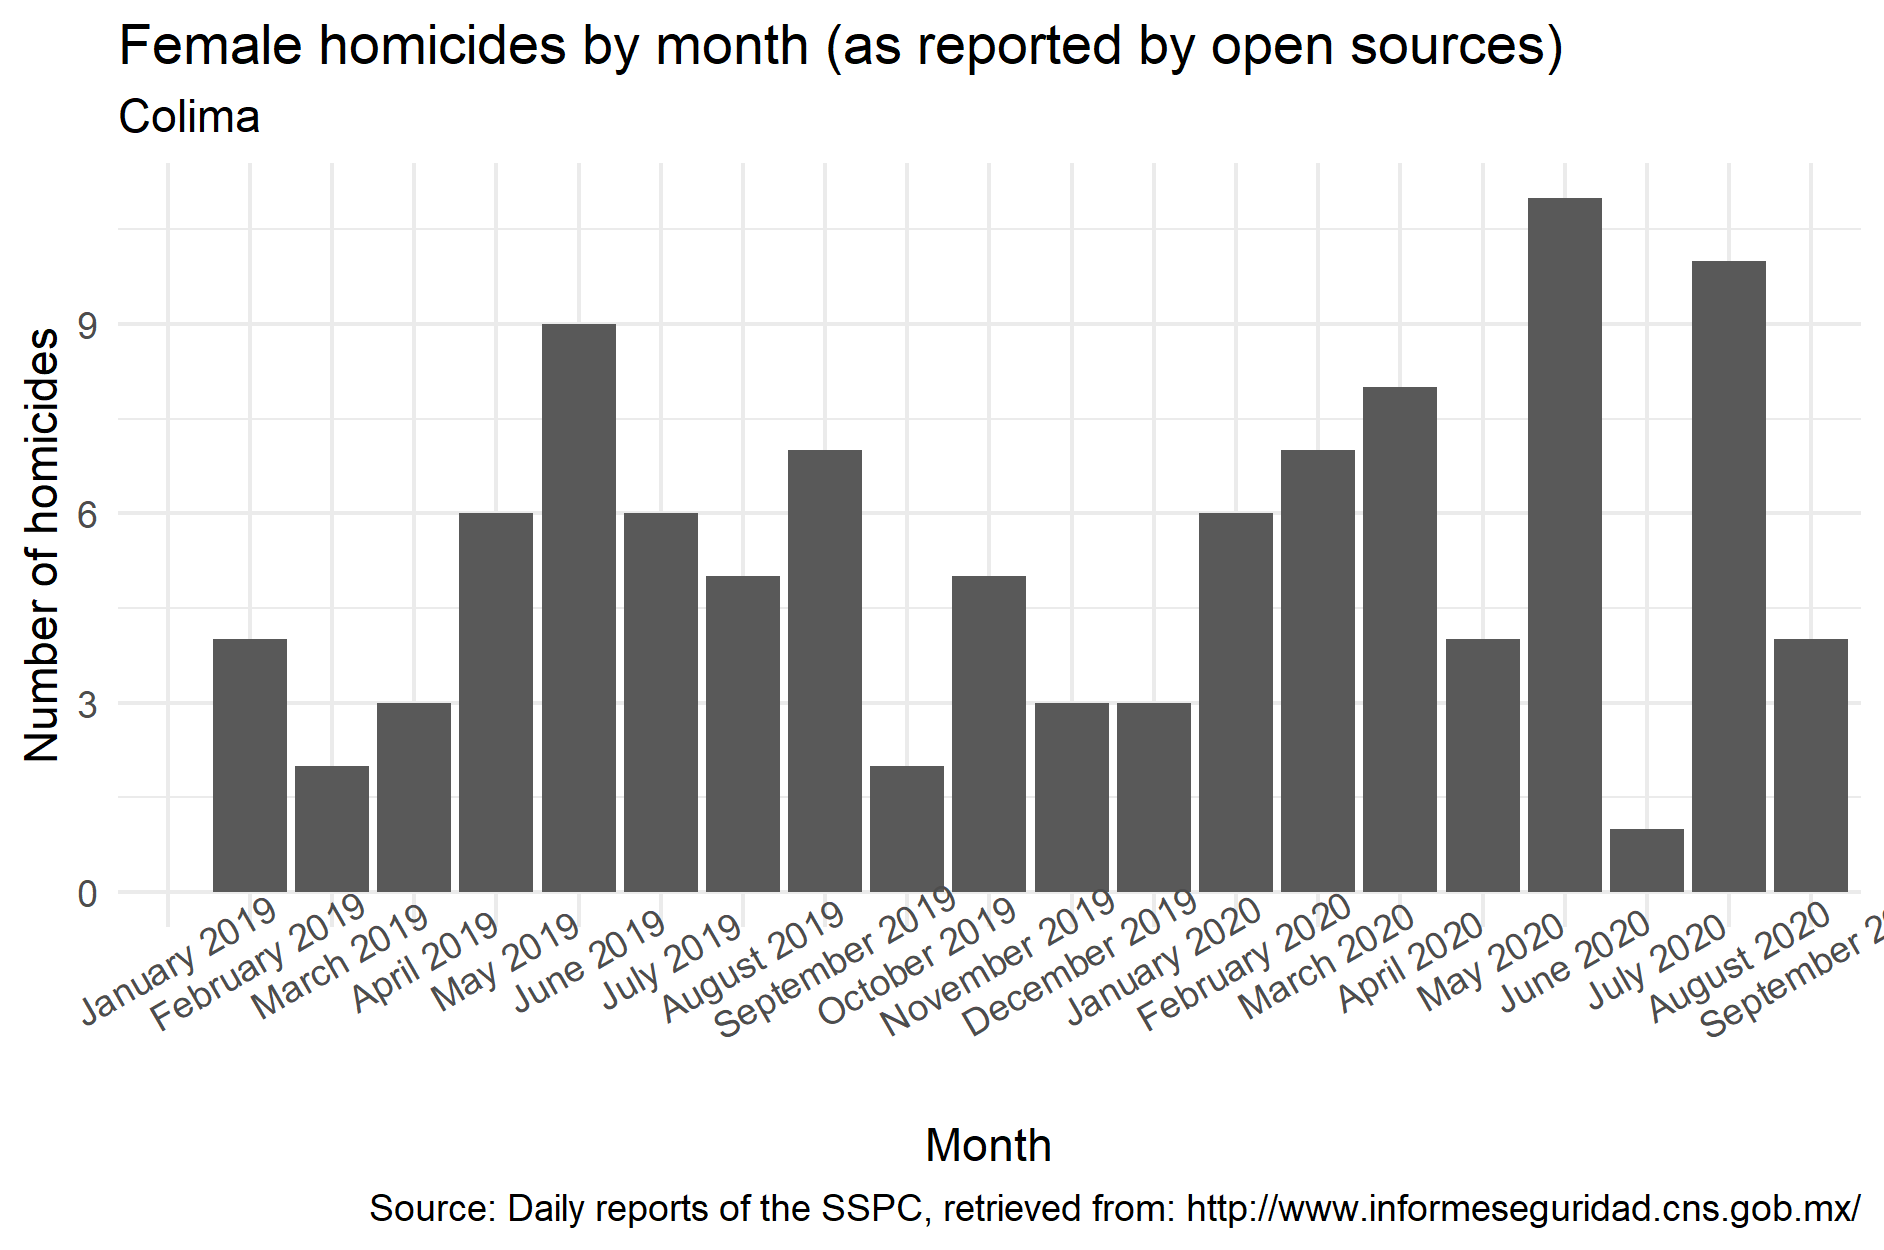 Female homicides by month (as reported by open sources)
Colima
Number of homicides
9
6
3
0
January 2019
February 2019
March 2019
April 2019
May 2019
June 2019
July 2019
August 2019
September 2019
October 2019
November 2019
December 2019
January 2020
February 2020
March 2020
April 2020
May 2020
June 2020
July 2020
August 2020
September
Month
Source: Daily reports of the SSPC, retrieved from: http://www.informeseguridad.cns.gob.mx/